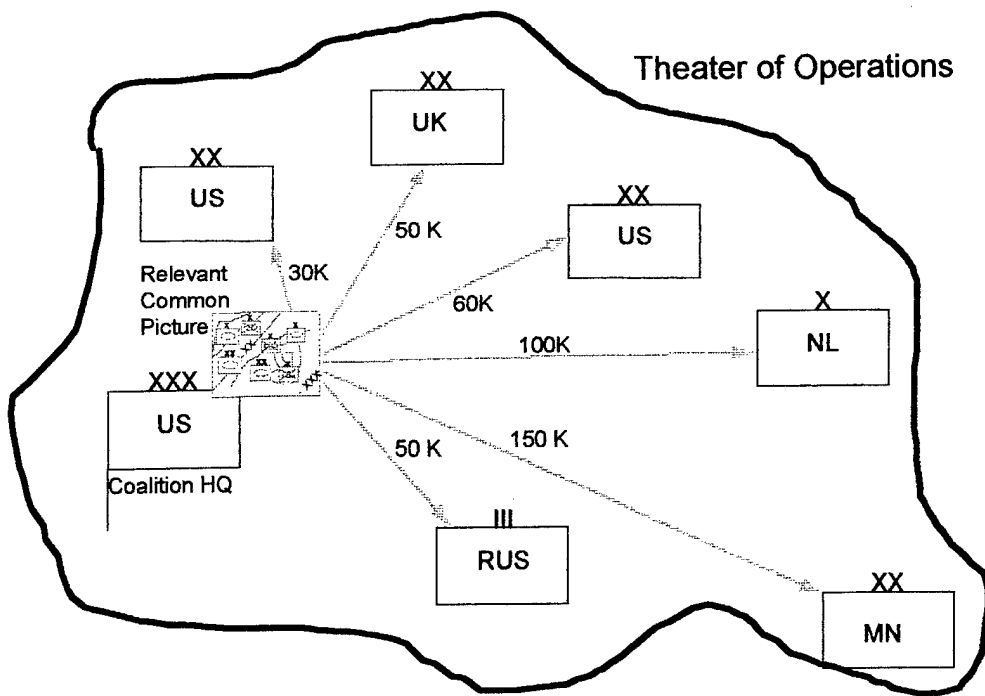 Theater of Operations
XX
UK
XX
US
XX
US
50 K
30K
Relevant
Common
Picture
60K
X
NL
100K
XXX
US
Coalition HQ
50 K
150 K
III
RUS
XX
MN